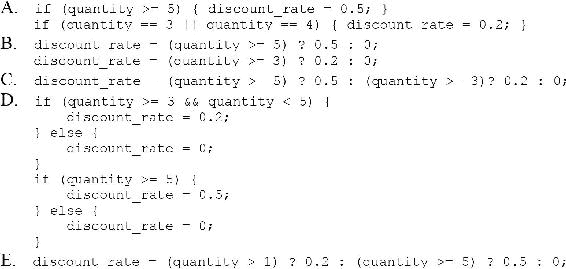 A. if (quantity >= 5) { discount_rate = 0.5; }
if (quantity == 3 || quantity == 4) { discount_rate = 0.2; }
B. discount_rate = (quantity >= 5) ? 0.5 : 0;
discount_rate = (quantity >= 3) ? 0.2 : 0;
C. discount_rate = (quantity >= 5) ? 0.5 : (quantity >= 3)? 0.2 : 0;
D. if (quantity >= 3 && quantity < 5) {
discount_rate = 0.2;
} else {
discount_rate = 0;
}
if (quantity >= 5) {
discount_rate = 0.5;
} else {
discount_rate = 0;
}
E. discount_rate = (quantity > 1) ? 0.2 : (quantity >= 5) ? 0.5 : 0;